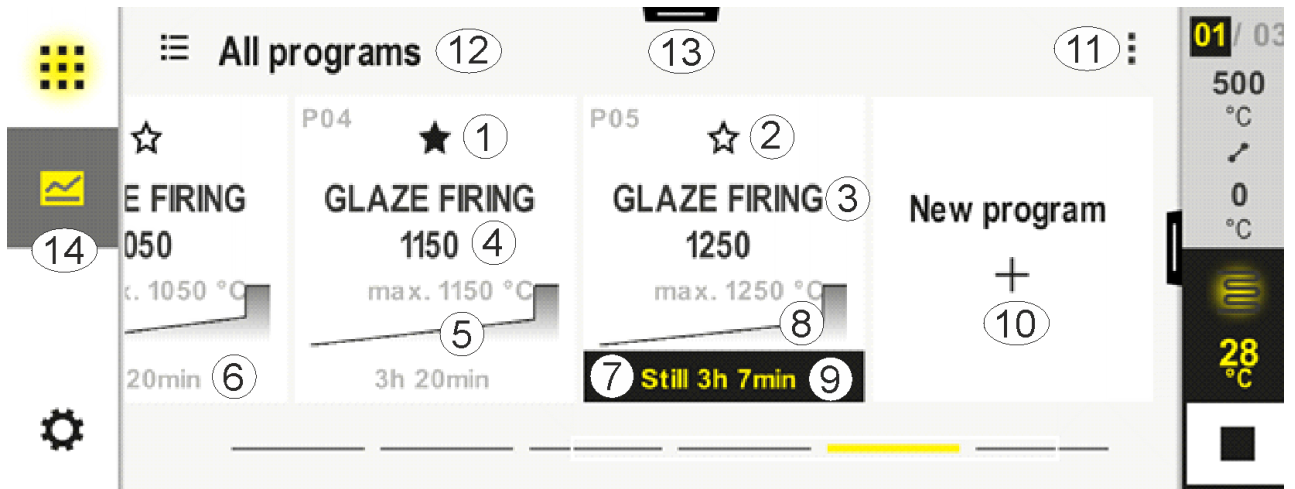 All programs 12
13
11
01/ 03
500
°C
0
°C
28
°C
14
E FIRING
050
x. 1050 °C
20min 6
P04
1
GLAZE FIRING
1150 4
max. 1150 °C
5
3h 20min
P05
2
GLAZE FIRING 3
1250
max. 1250 °C
8
7 Still 3h 7min 9
New program
+
10